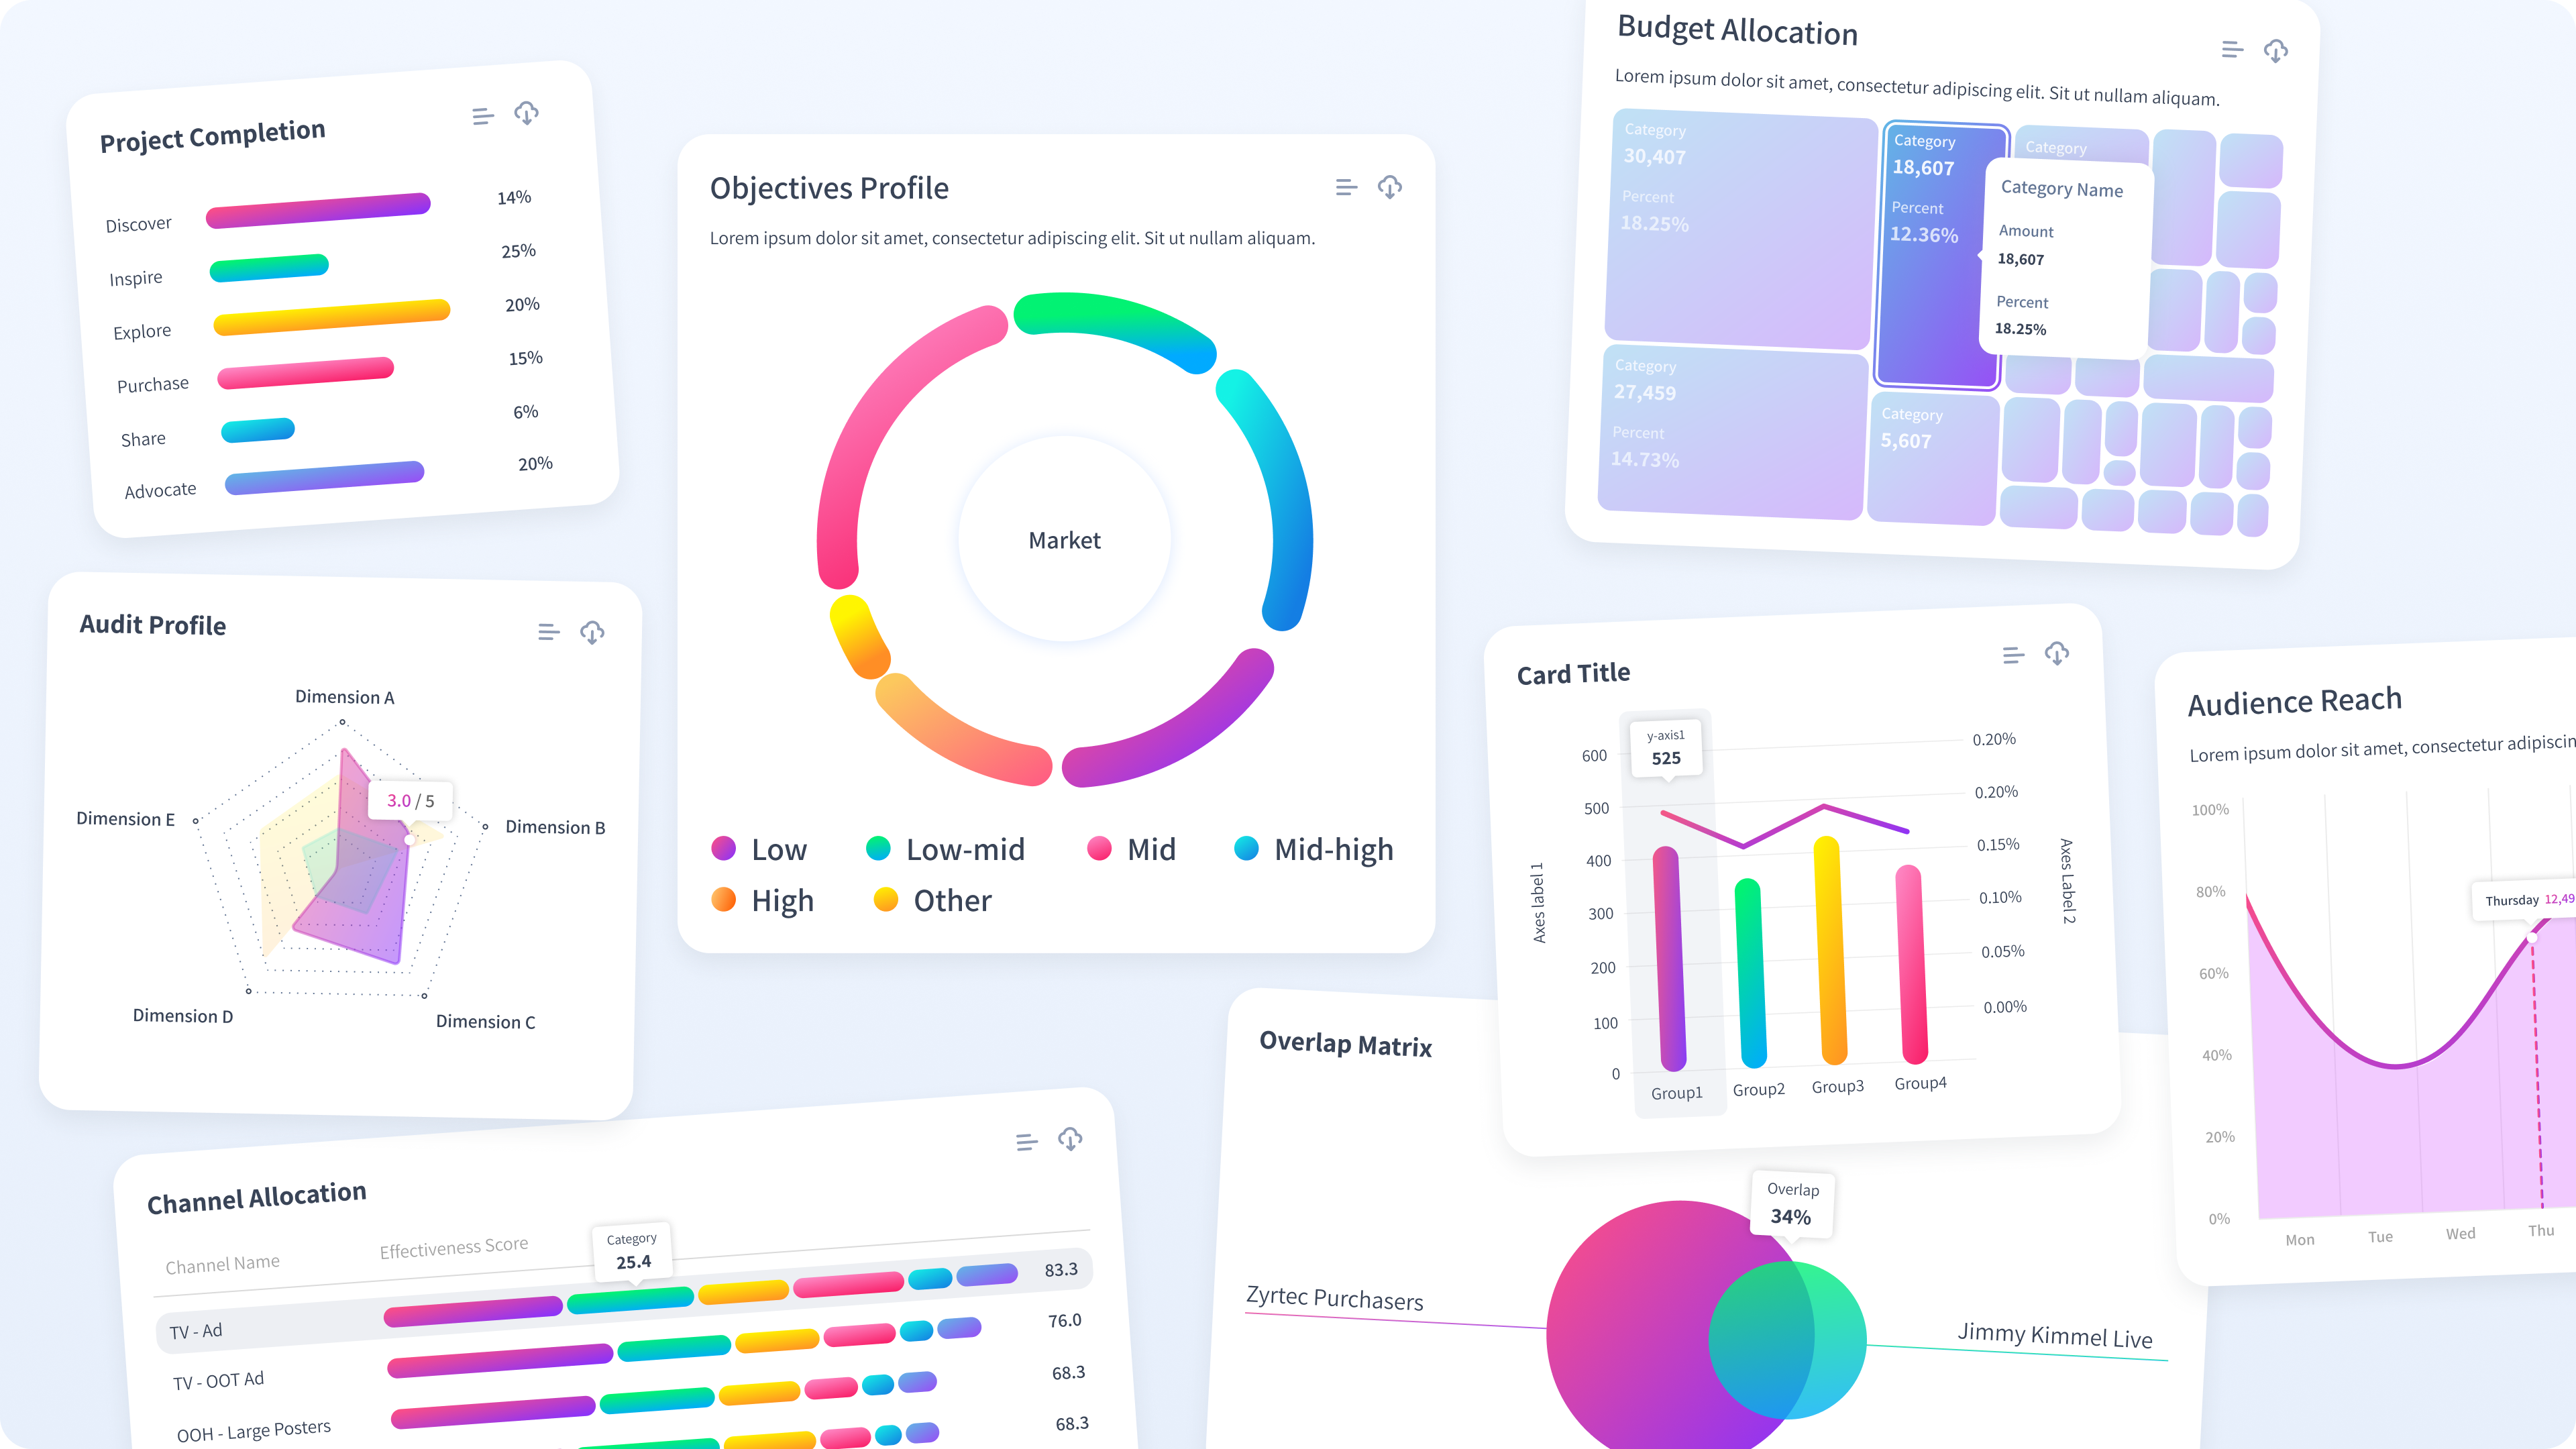 Project Completion
Discover 14%
Inspire 25%
Explore 20%
Purchase 15%
Share 6%
Advocate 20%
Objectives Profile
Lorem ipsum dolor sit amet, consectetur adipiscing elit. Sit ut nullam aliquam.
Market
Low Low-mid Mid Mid-high
High Other
Budget Allocation
Lorem ipsum dolor sit amet, consectetur adipiscing elit. Sit ut nullam aliquam.
Category
30,407
Percent
18.25%
Category
18,607
Percent
12.36%
Category
Category Name
Amount
18,607
Percent
18.25%
Category
27,459
Percent
14.73%
Category
5,607
Audit Profile
Dimension A
3.0 / 5
Dimension E
Dimension B
Dimension D
Dimension C
Card Title
y-axis1
525
600
500
400
300
200
100
0
0.20%
0.20%
0.15%
0.10%
0.05%
0.00%
Axes label 1
Axes Label 2
Group1 Group2 Group3 Group4
Audience Reach
Lorem ipsum dolor sit amet, consectetur adipiscin
100%
80%
60%
40%
20%
0%
Thursday 12,49
Mon Tue Wed Thu
Channel Allocation
Channel Name Effectiveness Score
Category
25.4
TV - Ad 83.3
TV - OOT Ad 76.0
OOH - Large Posters 68.3
68.3
Overlap Matrix
Overlap
34%
Zyrtec Purchasers
Jimmy Kimmel Live